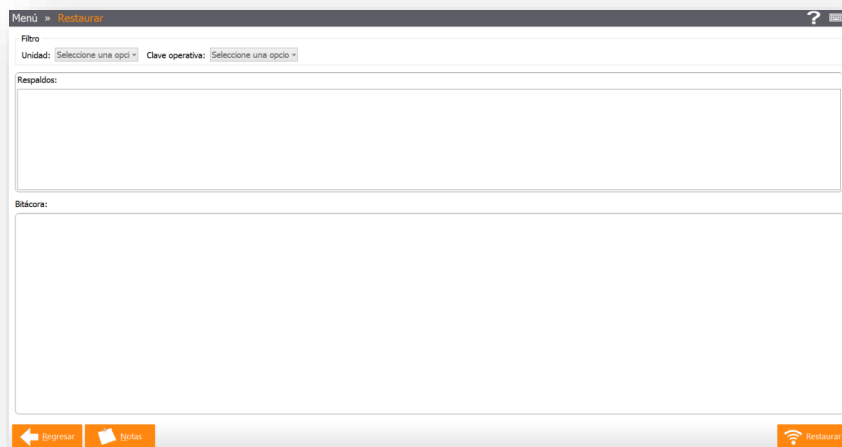 Menú » Restaurar ?
Filtro
Unidad: Seleccione una opci Clave operativa: Seleccione una opcio
Respaldos:
Bitácora:
Regresar Notas Restaurar